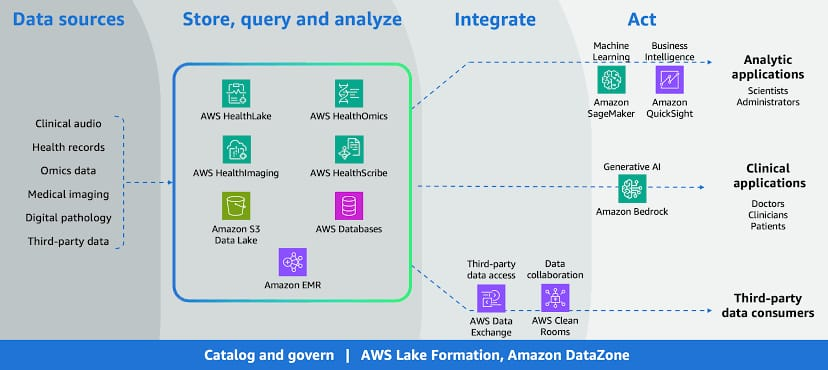 Data sources
Store, query and analyze
Integrate
Act
Clinical audio
Health records
Omics data
Medical imaging
Digital pathology
Third-party data
AWS HealthLake
AWS HealthOmics
AWS HealthImaging
AWS HealthScribe
Amazon S3
Data Lake
AWS Databases
Amazon EMR
Third-party
data access
AWS Data
Exchange
Data
collaboration
AWS Clean
Rooms
Machine
Learning
Amazon
SageMaker
Business
Intelligence
Amazon
QuickSight
Analytic
applications
Scientists
Administrators
Generative AI
Amazon Bedrock
Clinical
applications
Doctors
Clinicians
Patients
Third-party
data consumers
Catalog and govern | AWS Lake Formation, Amazon DataZone